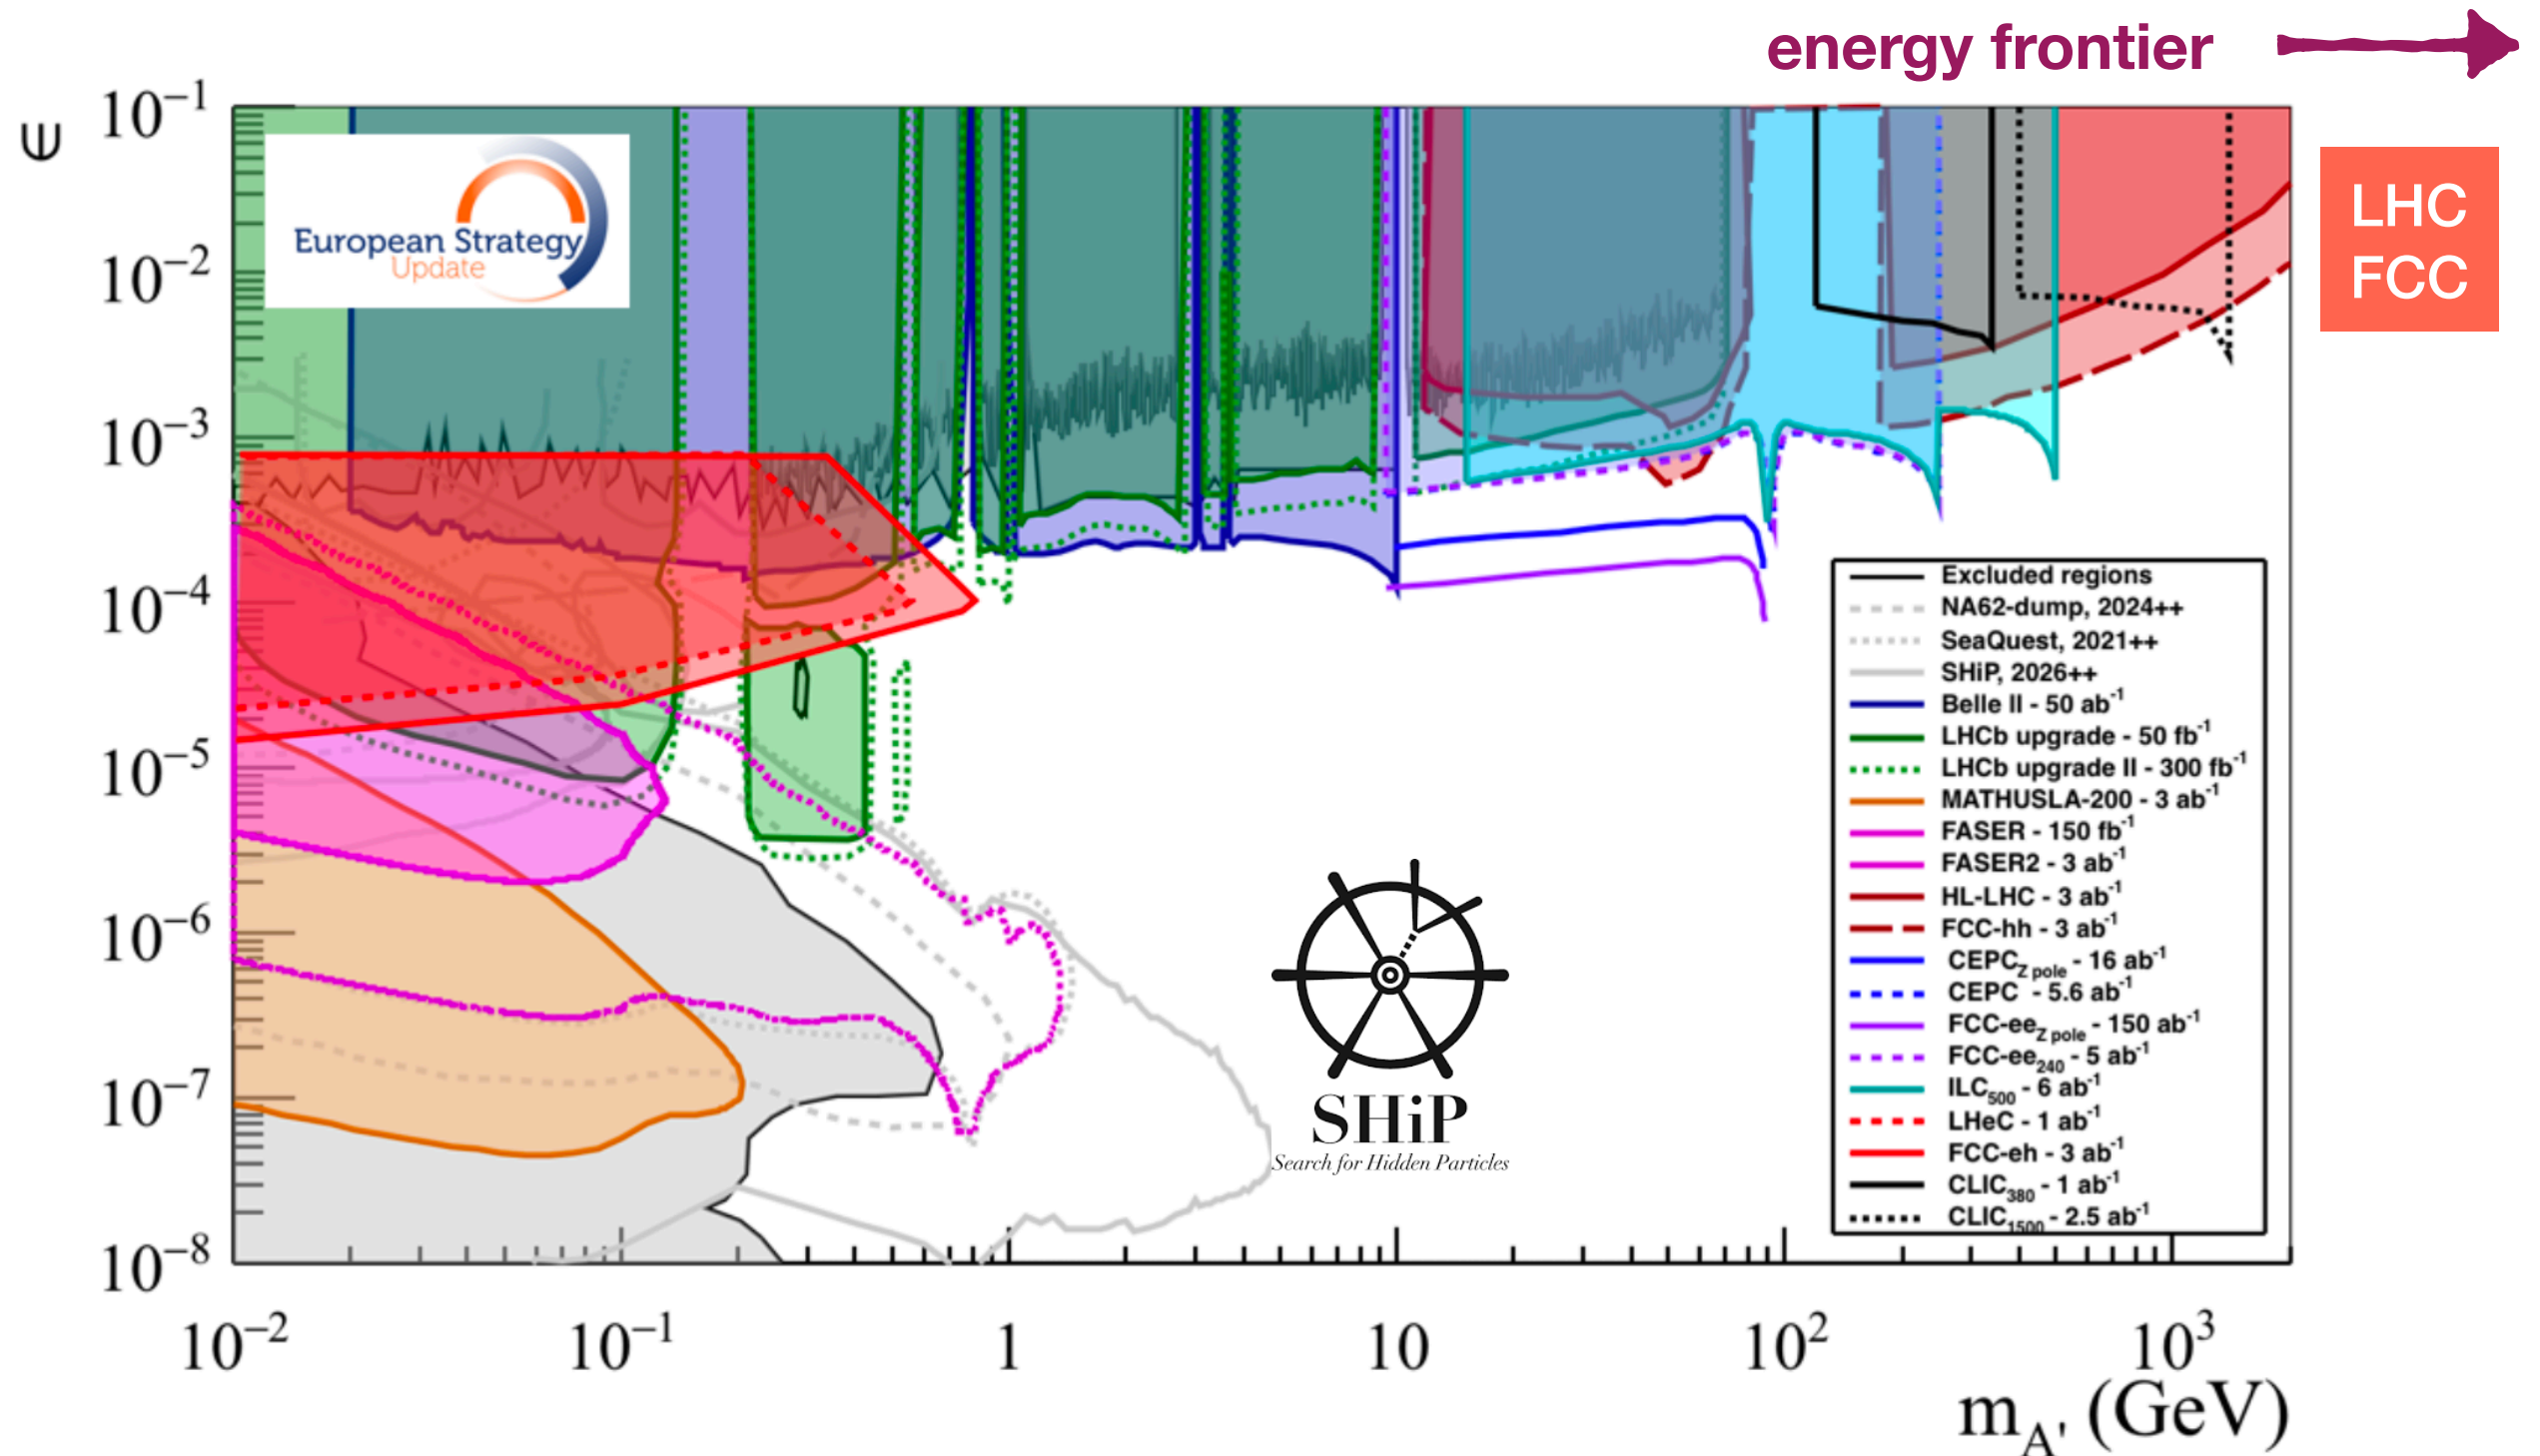 energy frontier
LHC
FCC
∈
10⁻¹
10⁻²
10⁻³
10⁻⁴
10⁻⁵
10⁻⁶
10⁻⁷
10⁻⁸
European Strategy
Update
Excluded regions
NA62-dump, 2024++
SeaQuest, 2021++
SHiP, 2026++
Belle II - 50 ab⁻¹
LHCb upgrade - 50 fb⁻¹
LHCb upgrade II - 300 fb⁻¹
MATHUSLA-200 - 3 ab⁻¹
FASER - 150 fb⁻¹
FASER2 - 3 ab⁻¹
HL-LHC - 3 ab⁻¹
FCC-hh - 3 ab⁻¹
CEPC Z pole - 16 ab⁻¹
CEPC - 5.6 ab⁻¹
FCC-ee Z pole - 150 ab⁻¹
FCC-ee₂₄₀ - 5 ab⁻¹
ILC₅₀₀ - 6 ab⁻¹
LHeC - 1 ab⁻¹
FCC-eh - 3 ab⁻¹
CLIC₃₈₀ - 1 ab⁻¹
CLIC₁₅₀₀ - 2.5 ab⁻¹
SHiP
Search for Hidden Particles
10⁻² 10⁻¹ 1 10 10² 10³
m_A' (GeV)